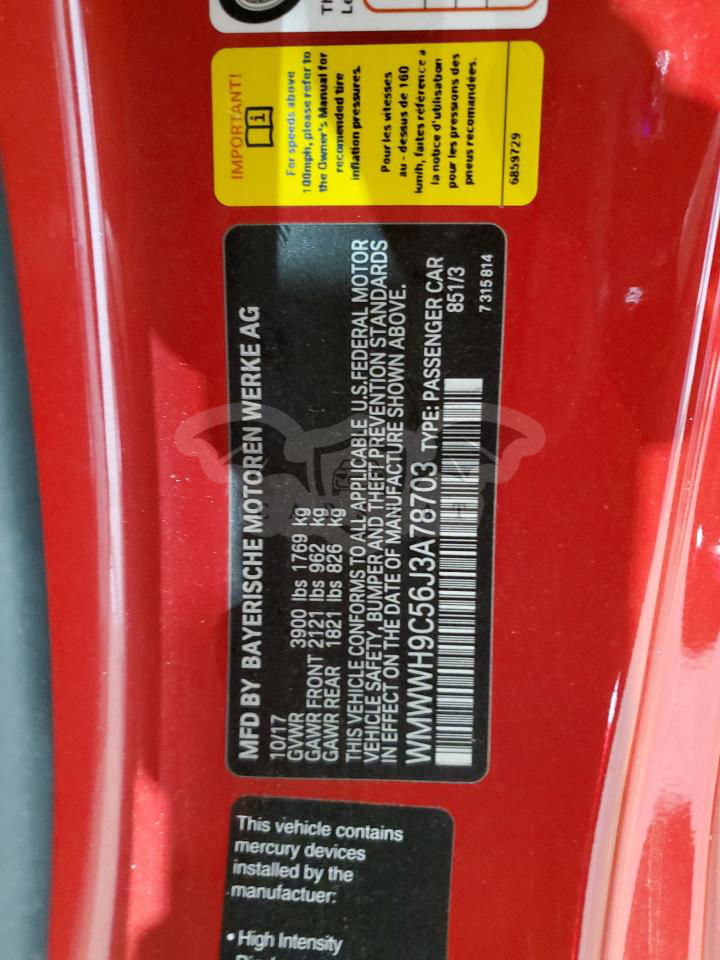 TH
Le
IMPORTANT!
For speeds above
100mph, please refer to
the Owner's Manual for
recomended tire
inflation pressures.
Pour les vitesses
au - dessus de 160
km/h, faites référence a
la notice d'utilisation
pour les pressions des
pneus recomandées.
6859729
MFD BY BAYERISCHE MOTOREN WERKE AG
10/17
GVWR 3900 lbs 1769 kg
GAWR FRONT 2121 lbs 962 kg
GAWR REAR 1821 lbs 826 kg
THIS VEHICLE CONFORMS TO ALL APPLICABLE U.S.FEDERAL MOTOR
VEHICLE SAFETY, BUMPER AND THEFT PREVENTION STANDARDS
IN EFFECT ON THE DATE OF MANUFACTURE SHOWN ABOVE.
WMWWH9C56J3A78703 TYPE: PASSENGER CAR
851/3
7315814
This vehicle contains
mercury devices
installed by the
manufactuer:
• High Intensity